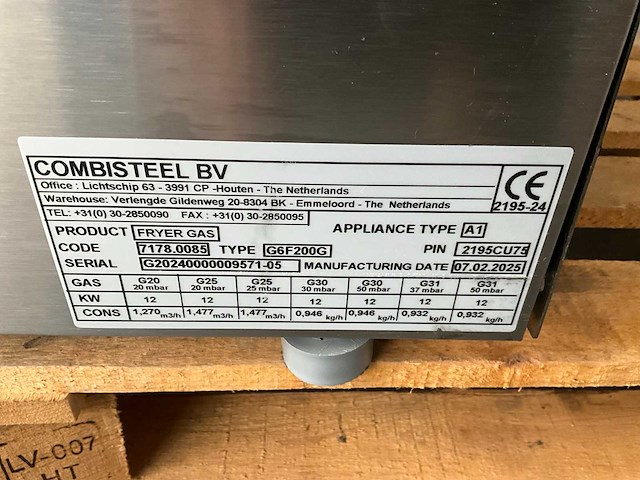 COMBISTEEL BV
Office : Lichtschip 63 - 3991 CP -Houten - The Netherlands
Warehouse: Verlengde Gildenweg 20-8304 BK - Emmeloord - The Netherlands
TEL: +31(0) 30-2850090 FAX : +31(0) 30-2850095
CE
2195-24
PRODUCT FRYER GAS APPLIANCE TYPE A1
CODE 7178.0085 TYPE G6F200G PIN 2195CU75
SERIAL G20240000009571-05 MANUFACTURING DATE 07.02.2025
GAS G20 20 mbar G25 20 mbar G25 25 mbar G30 30 mbar G30 50 mbar G31 37 mbar G31 50 mbar
KW 12 12 12 12 12 12 12
CONS 1,270 m3/h 1,477 m3/h 1,477 m3/h 0,946 kg/h 0,946 kg/h 0,932 kg/h 0,932 kg/h
LV-007
HT